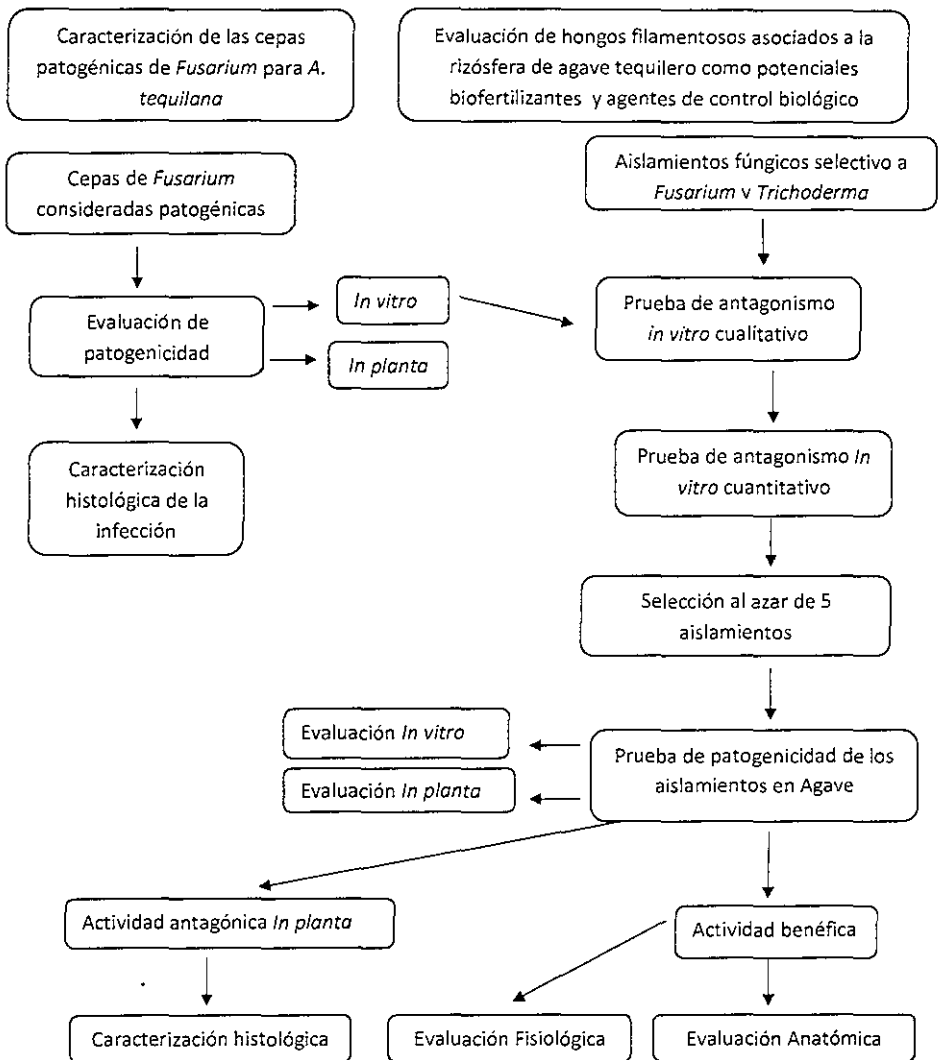 Caracterización de las cepas
patogénicas de Fusarium para A.
tequilana
Evaluación de hongos filamentosos asociados a la
rizósfera de agave tequilero como potenciales
biofertilizantes y agentes de control biológico
Cepas de Fusarium
consideradas patogénicas
Aislamientos fúngicos selectivo a
Fusarium v Trichoderma
Evaluación de
patogenicidad
In vitro
In planta
Prueba de antagonismo
in vitro cualitativo
Caracterización
histológica de la
infección
Prueba de antagonismo In
vitro cuantitativo
Selección al azar de 5
aislamientos
Evaluación In vitro
Evaluación In planta
Prueba de patogenicidad de los
aislamientos en Agave
Actividad antagónica In planta
Actividad benéfica
Caracterización histológica
Evaluación Fisiológica
Evaluación Anatómica